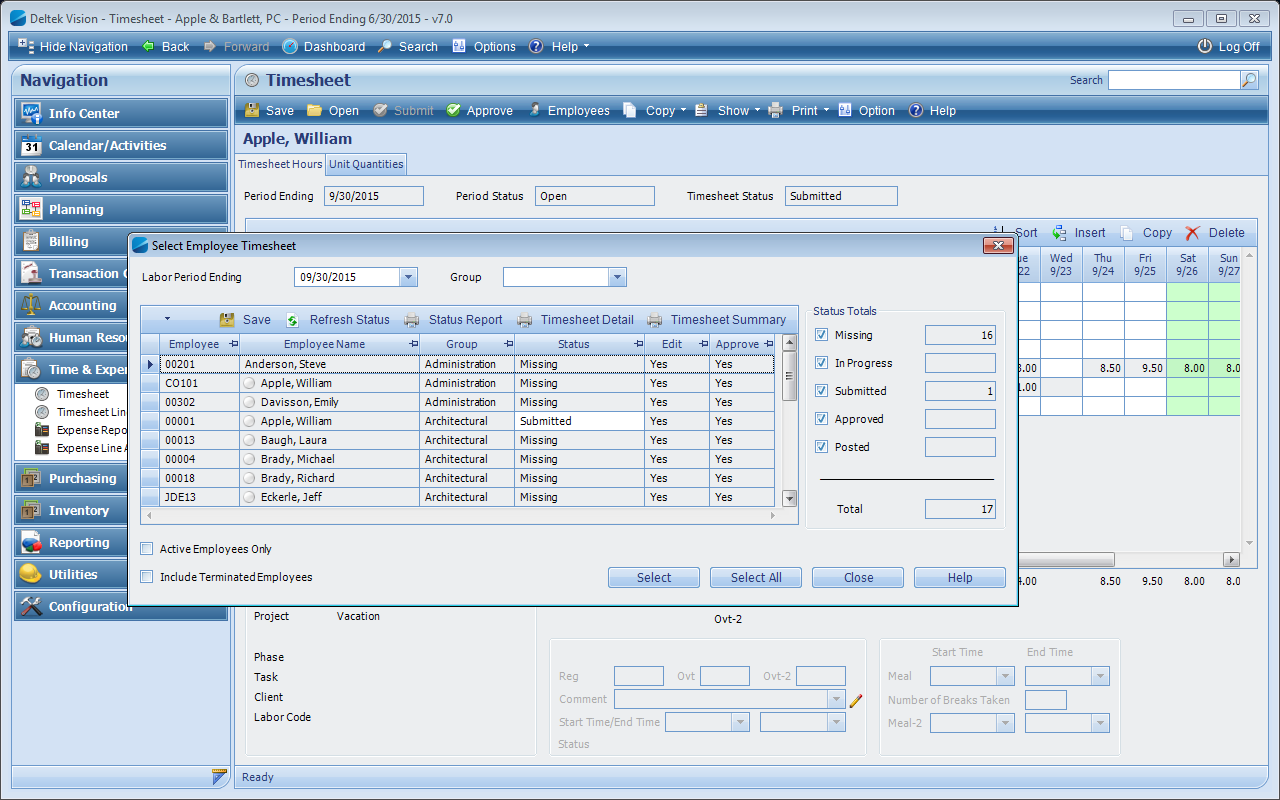 Deltek Vision - Timesheet - Apple & Bartlett, PC - Period Ending 6/30/2015 - v7.0
Hide Navigation Back Forward Dashboard Search Options Help Log Off
Navigation
Info Center
31 Calendar/Activities
Proposals
Planning
Billing
Transaction
Accounting
Human Reso
Time & Expe
Timesheet
Timesheet Lin
Expense Repo
Expense Line
Purchasing
Inventory
Reporting
Utilities
Configuration
Timesheet Search
Save Open Submit Approve Employees Copy Show Print Option Help
Apple, William
Timesheet Hours Unit Quantities
Period Ending 9/30/2015 Period Status Open Timesheet Status Submitted
Sort Insert Copy Delete
Wed Thu Fri Sat Sun
22 9/23 9/24 9/25 9/26 9/27
8.50 9.50 8.00
Select Employee Timesheet
Labor Period Ending 09/30/2015 Group
Save Refresh Status Status Report Timesheet Detail Timesheet Summary
Employee Employee Name Group Status Edit Approve
00201 Anderson, Steve Administration Missing Yes Yes
CO101 Apple, William Administration Missing Yes Yes
00302 Davisson, Emily Administration Missing Yes Yes
00001 Apple, William Architectural Submitted Yes Yes
00013 Baugh, Laura Architectural Missing Yes Yes
00004 Brady, Michael Architectural Missing Yes Yes
00018 Brady, Richard Architectural Missing Yes Yes
JDE13 Eckerle, Jeff Architectural Missing Yes Yes
Status Totals
Missing 16
In Progress
Submitted 1
Approved
Posted
Total 17
Active Employees Only
Include Terminated Employees
Select Select All Close Help
8.50 9.50 8.00
Project Vacation
Ovt-2
Phase
Task
Client
Labor Code
Reg Ovt Ovt-2
Comment
Start Time/End Time
Status
Start Time End Time
Meal
Number of Breaks Taken
Meal-2
Ready